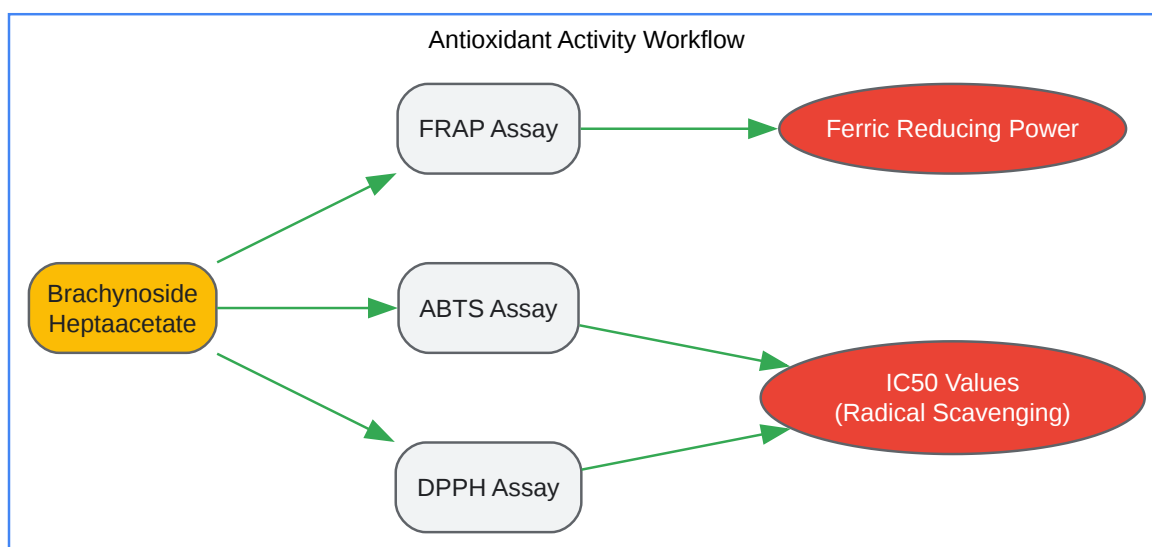 Antioxidant Activity Workflow
FRAP Assay
Ferric Reducing Power
Brachynoside
Heptaacetate
ABTS Assay
IC50 Values
(Radical Scavenging)
DPPH Assay